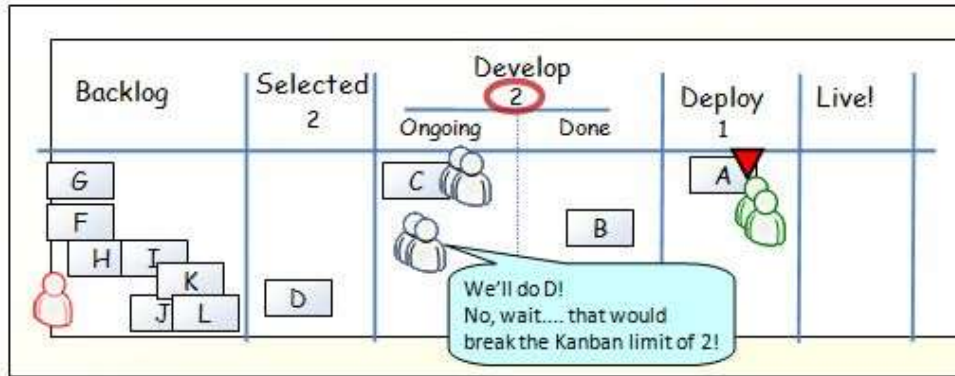 Backlog
Selected
2
Develop
2
Ongoing
Done
Deploy
1
Live!
G
F
H
I
K
J
L
D
C
B
A
We'll do D!
No, wait.... that would
break the Kanban limit of 2!